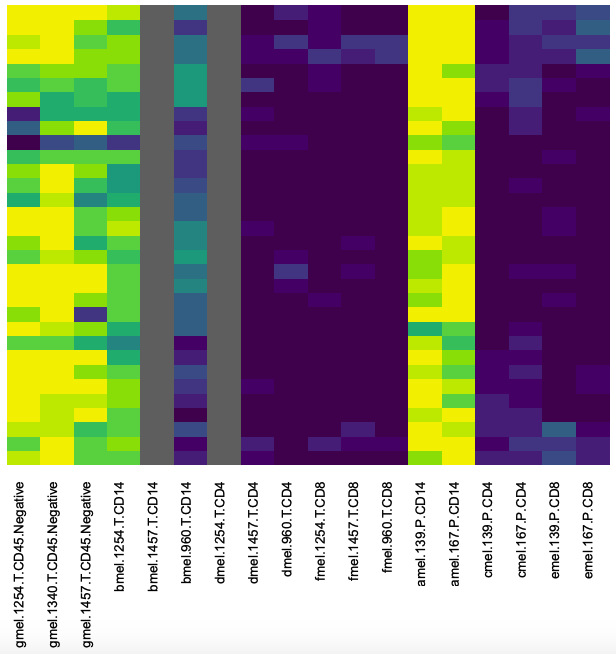 gmel.1254.T.CD45.Negative
gmel.1340.T.CD45.Negative
gmel.1457.T.CD45.Negative
bmel.1254.T.CD14
bmel.1457.T.CD14
bmel.960.T.CD14
dmel.1254.T.CD4
dmel.1457.T.CD4
dmel.960.T.CD4
fmel.1254.T.CD8
fmel.1457.T.CD8
fmel.960.T.CD8
amel.139.P.CD14
amel.167.P.CD14
cmel.139.P.CD4
cmel.167.P.CD4
emel.139.P.CD8
emel.167.P.CD8